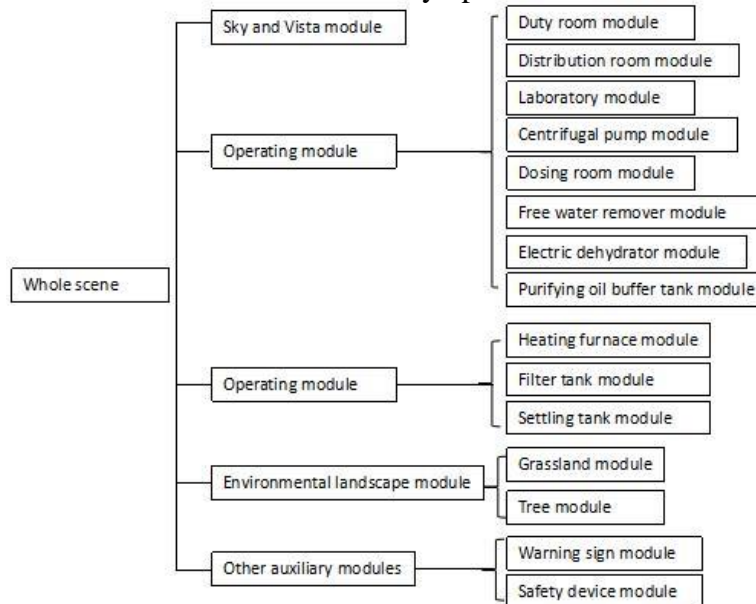 Sky and Vista module
Duty room module
Distribution room module
Laboratory module
Centrifugal pump module
Operating module
Dosing room module
Free water remover module
Electric dehydrator module
Purifying oil buffer tank module
Whole scene
Heating furnace module
Operating module
Filter tank module
Settling tank module
Environmental landscape module
Grassland module
Tree module
Other auxiliary modules
Warning sign module
Safety device module